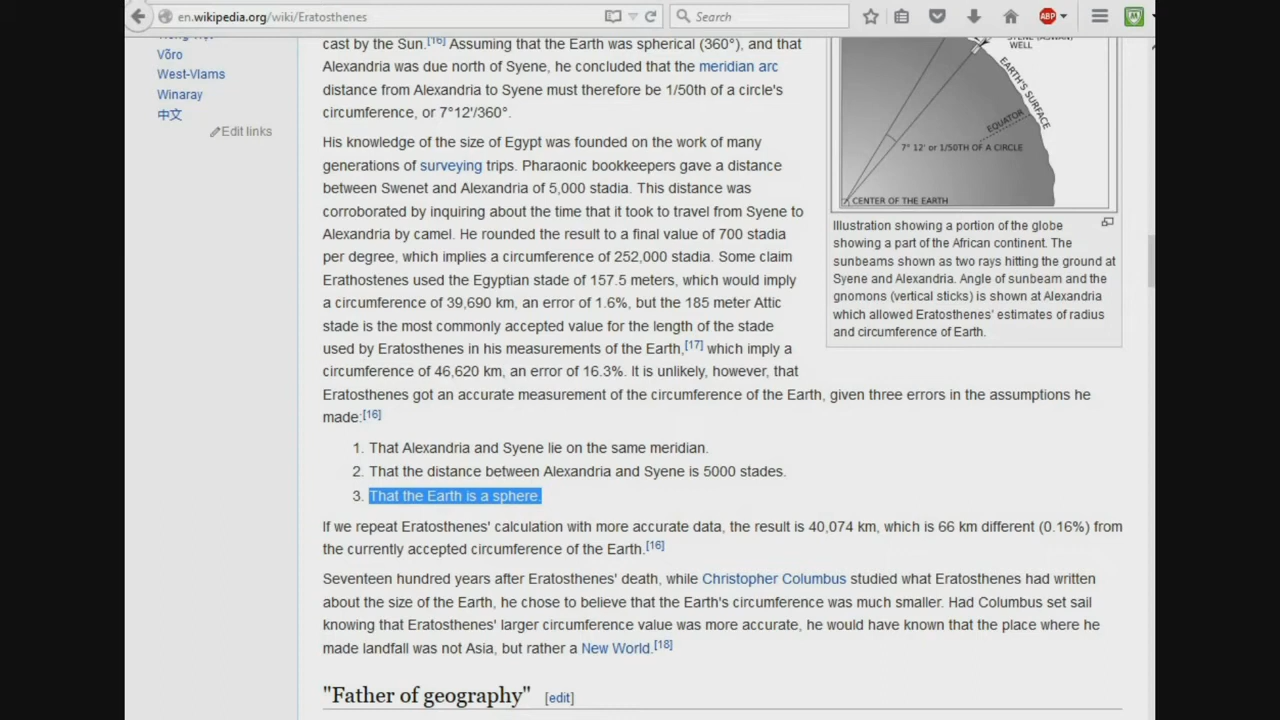 en.wikipedia.org/wiki/Eratosthenes
Search
ABP
Võro
West-Vlams
Winaray
中文
Edit links
cast by the Sun.[16] Assuming that the Earth was spherical (360°), and that
Alexandria was due north of Syene, he concluded that the meridian arc
distance from Alexandria to Syene must therefore be 1/50th of a circle's
circumference, or 7°12'/360°.
His knowledge of the size of Egypt was founded on the work of many
generations of surveying trips. Pharaonic bookkeepers gave a distance
between Swenet and Alexandria of 5,000 stadia. This distance was
corroborated by inquiring about the time that it took to travel from Syene to
Alexandria by camel. He rounded the result to a final value of 700 stadia
per degree, which implies a circumference of 252,000 stadia. Some claim
Erathostenes used the Egyptian stade of 157.5 meters, which would imply
a circumference of 39,690 km, an error of 1.6%, but the 185 meter Attic
stade is the most commonly accepted value for the length of the stade
used by Eratosthenes in his measurements of the Earth,[17] which imply a
circumference of 46,620 km, an error of 16.3%. It is unlikely, however, that
Eratosthenes got an accurate measurement of the circumference of the Earth, given three errors in the assumptions he
made:[16]
1. That Alexandria and Syene lie on the same meridian.
2. That the distance between Alexandria and Syene is 5000 stades.
3. That the Earth is a sphere.
If we repeat Eratosthenes' calculation with more accurate data, the result is 40,074 km, which is 66 km different (0.16%) from
the currently accepted circumference of the Earth.[16]
Seventeen hundred years after Eratosthenes' death, while Christopher Columbus studied what Eratosthenes had written
about the size of the Earth, he chose to believe that the Earth's circumference was much smaller. Had Columbus set sail
knowing that Eratosthenes' larger circumference value was more accurate, he would have known that the place where he
made landfall was not Asia, but rather a New World.[18]
"Father of geography" [edit]
WELL
EARTH'S SURFACE
EQUATOR
7° 12' or 1/50TH OF A CIRCLE
CENTER OF THE EARTH
Illustration showing a portion of the globe
showing a part of the African continent. The
sunbeams shown as two rays hitting the ground at
Syene and Alexandria. Angle of sunbeam and the
gnomons (vertical sticks) is shown at Alexandria
which allowed Eratosthenes' estimates of radius
and circumference of Earth.